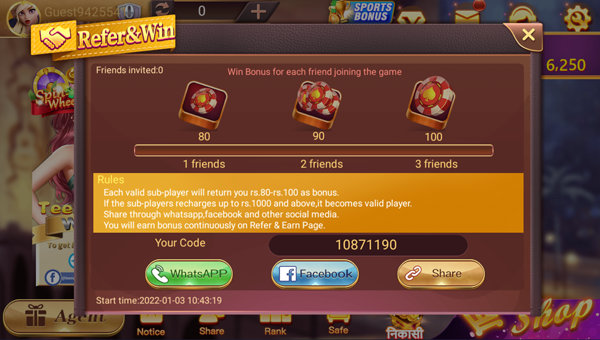 Guest942554
0
+
SPORTS
BONUS
Refer&Win
Friends invited:0
Win Bonus for each friend joining the game
6,250
Spin
Wheel
80
90
100
1 friends
2 friends
3 friends
Rules
Each valid sub-player will return you rs.80-rs.100 as bonus.
If the sub-players recharges up to rs.1000 and above,it becomes valid player.
Share through whatsapp,facebook and other social media.
You will earn bonus continuously on Refer & Earn Page.
Your Code
10871190
WhatsAPP
Facebook
Share
Start time:2022-01-03 10:43:19
Agent
Notice
Share
Rank
Safe
निकासी
Shop